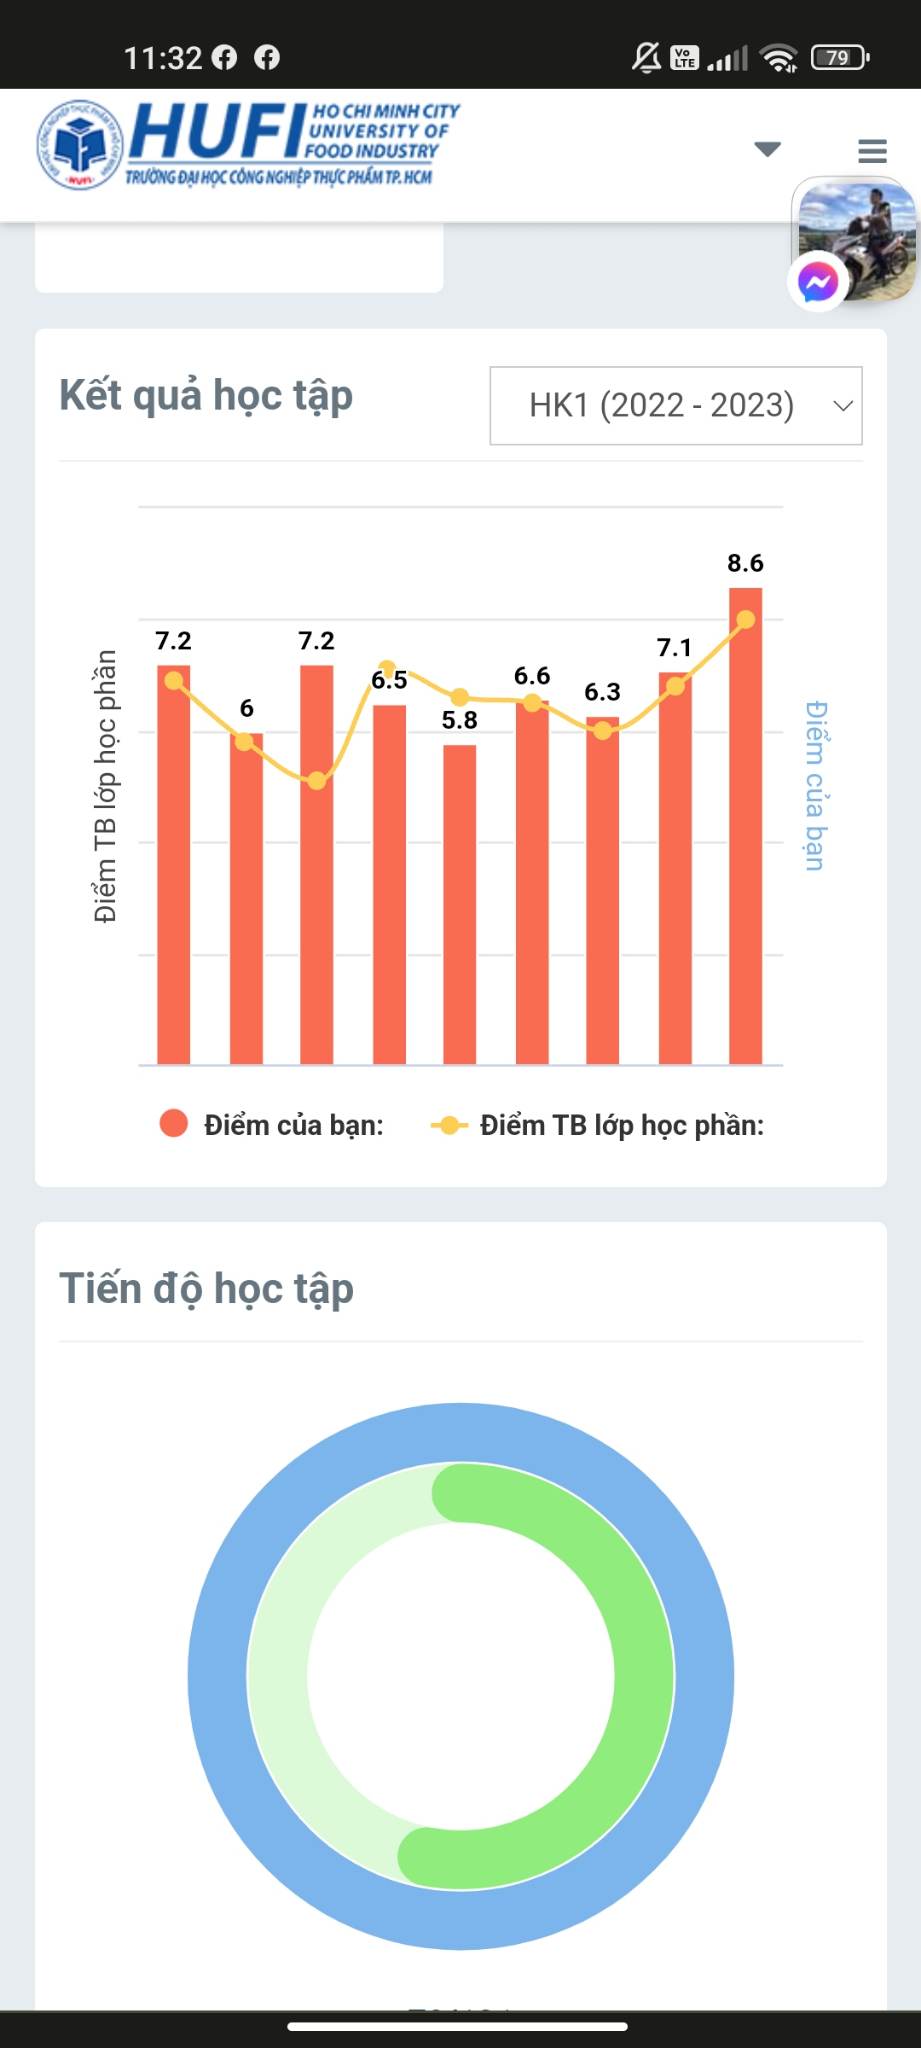 11:32
Vo LTE
79
HUFI
HO CHI MINH CITY
UNIVERSITY OF
FOOD INDUSTRY
TRƯỜNG ĐẠI HỌC CÔNG NGHIỆP THỰC PHẨM TP. HCM
Kết quả học tập
HK1 (2022 - 2023)
Điểm TB lớp học phần
7.2
6
7.2
6.5
5.8
6.6
6.3
7.1
8.6
Điểm của bạn
Điểm của bạn:
Điểm TB lớp học phần:
Tiến độ học tập